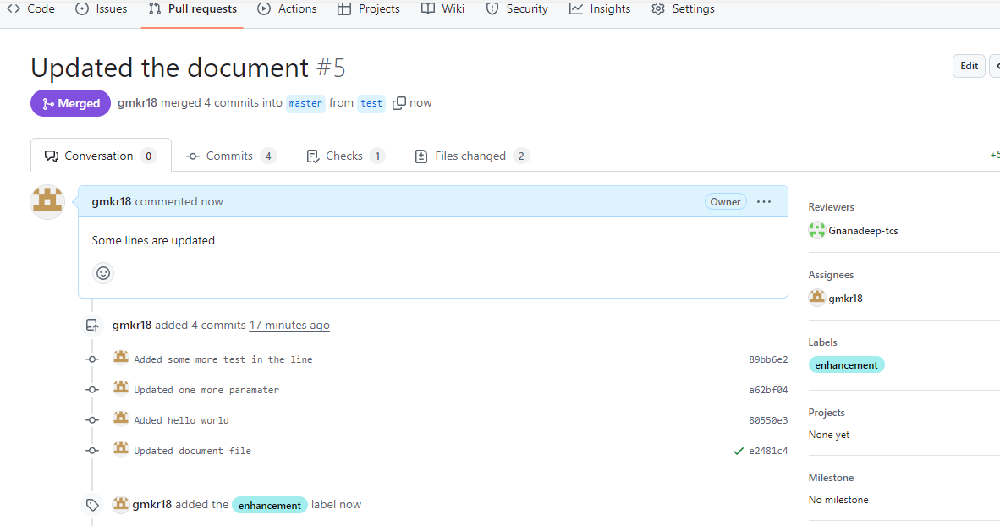 Code Issues Pull requests Actions Projects Wiki Security Insights Settings
Updated the document #5
Edit
Merged gmkr18 merged 4 commits into master from test now
Conversation 0 Commits 4 Checks 1 Files changed 2
+5
gmkr18 commented now Owner
Some lines are updated
gmkr18 added 4 commits 17 minutes ago
Added some more test in the line 89bb6e2
Updated one more paramater a62bf04
Added hello world 80550e3
Updated document file e2481c4
gmkr18 added the enhancement label now
Reviewers
Gnanadeep-tcs
Assignees
gmkr18
Labels
enhancement
Projects
None yet
Milestone
No milestone